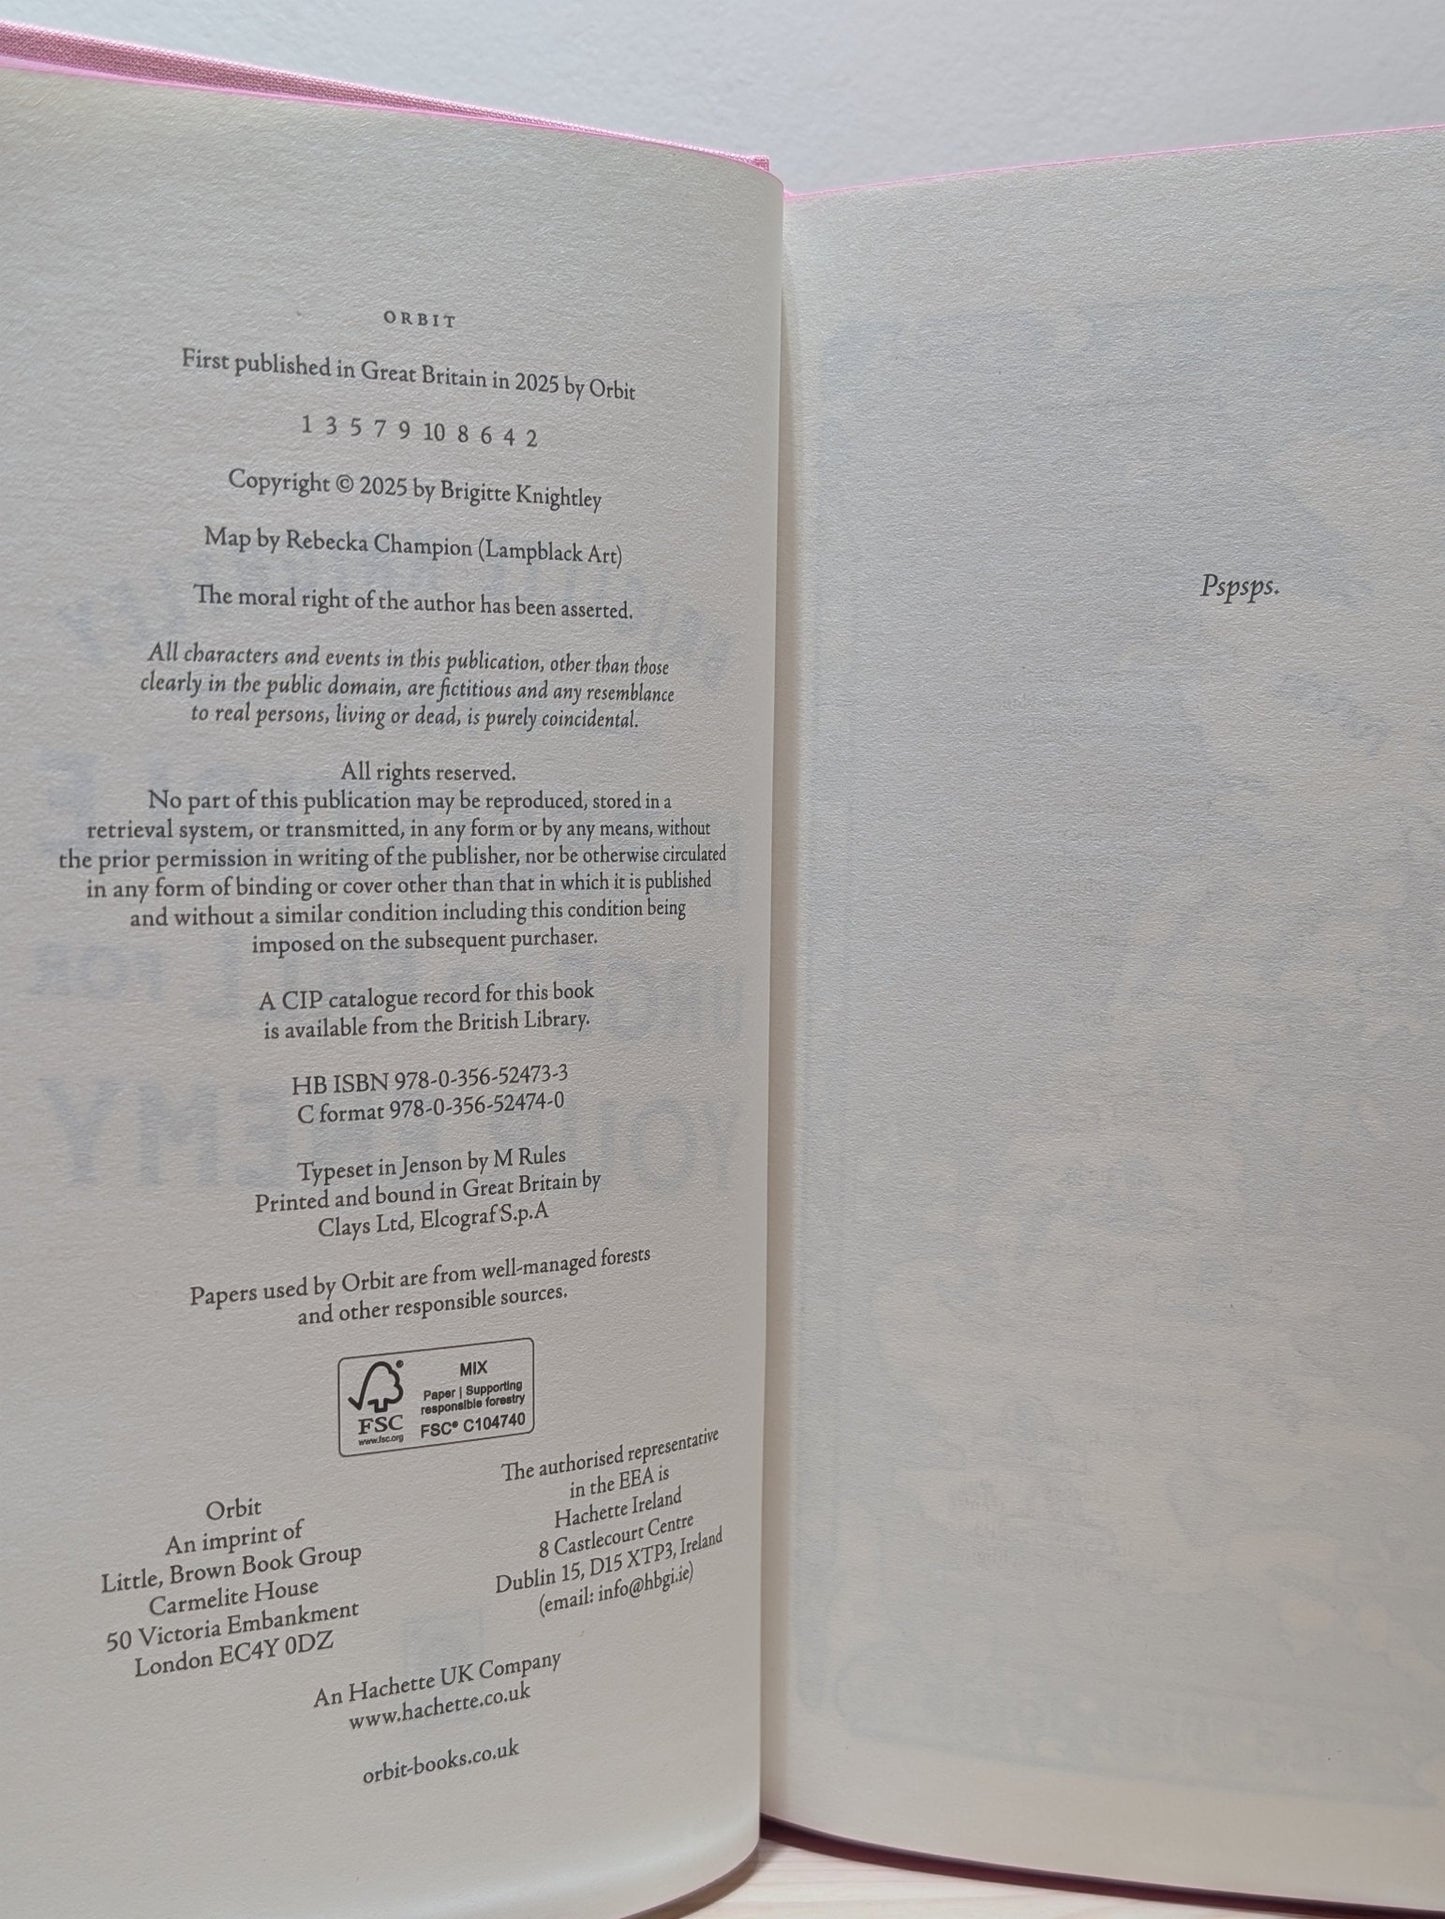 ORBIT
First published in Great Britain in 2025 by Orbit
1 3 5 7 9 10 8 6 4 2
Copyright © 2025 by Brigitte Knightley
Map by Rebecka Champion (Lampblack Art)
The moral right of the author has been asserted.
All characters and events in this publication, other than those
clearly in the public domain, are fictitious and any resemblance
to real persons, living or dead, is purely coincidental.
All rights reserved.
No part of this publication may be reproduced, stored in a
retrieval system, or transmitted, in any form or by any means, without
the prior permission in writing of the publisher, nor be otherwise circulated
in any form of binding or cover other than that in which it is published
and without a similar condition including this condition being
imposed on the subsequent purchaser.
A CIP catalogue record for this book
is available from the British Library.
HB ISBN 978-0-356-52473-3
C format 978-0-356-52474-0
Typeset in Jenson by M Rules
Printed and bound in Great Britain by
Clays Ltd, Elcograf S.p.A
Papers used by Orbit are from well-managed forests
and other responsible sources.
FSC
www.fsc.org
MIX
Paper | Supporting
responsible forestry
FSC® C104740
Orbit
An imprint of
Little, Brown Book Group
Carmelite House
50 Victoria Embankment
London EC4Y 0DZ
The authorised representative
in the EEA is
Hachette Ireland
8 Castlecourt Centre
Dublin 15, D15 XTP3, Ireland
(email: info@hbgi.ie)
An Hachette UK Company
www.hachette.co.uk
orbit-books.co.uk
Pspsps.